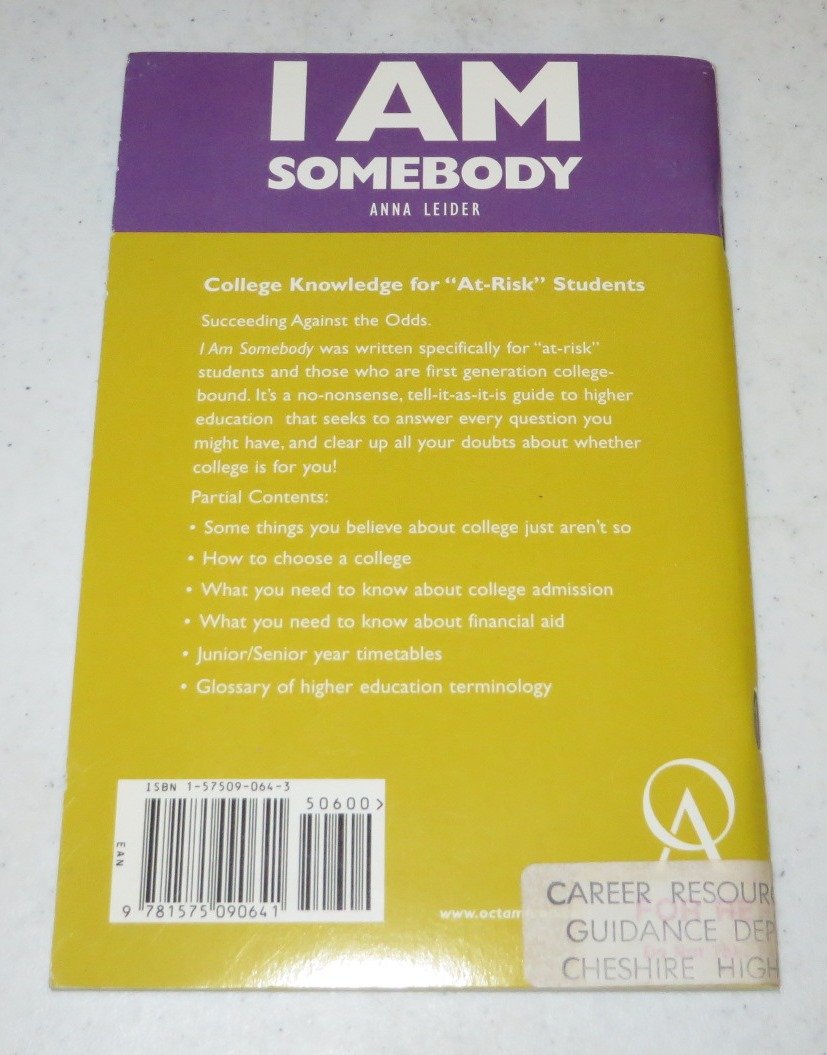 I AM
SOMEBODY
ANNA LEIDER
College Knowledge for “At-Risk” Students
Succeeding Against the Odds.
I Am Somebody was written specifically for “at-risk”
students and those who are first generation college-
bound. It’s a no-nonsense, tell-it-as-it-is guide to higher
education that seeks to answer every question you
might have, and clear up all your doubts about whether
college is for you!
Partial Contents:
• Some things you believe about college just aren’t so
• How to choose a college
• What you need to know about college admission
• What you need to know about financial aid
• Junior/Senior year timetables
• Glossary of higher education terminology
ISBN 1-57509-064-3
50600>
EAN
9 781575 090641
www.octam
CAREER RESOUR
GUIDANCE DEP
CHESHIRE HIGH